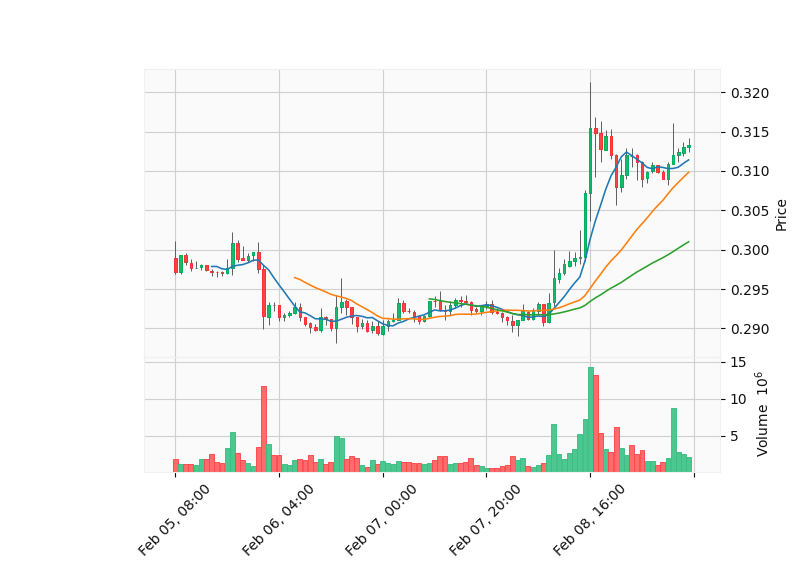 0.320
0.315
0.310
0.305
0.300
0.295
0.290
Price
15
10
5
Volume 10^6
Feb 05, 08:00
Feb 06, 04:00
Feb 07, 00:00
Feb 07, 20:00
Feb 08, 16:00